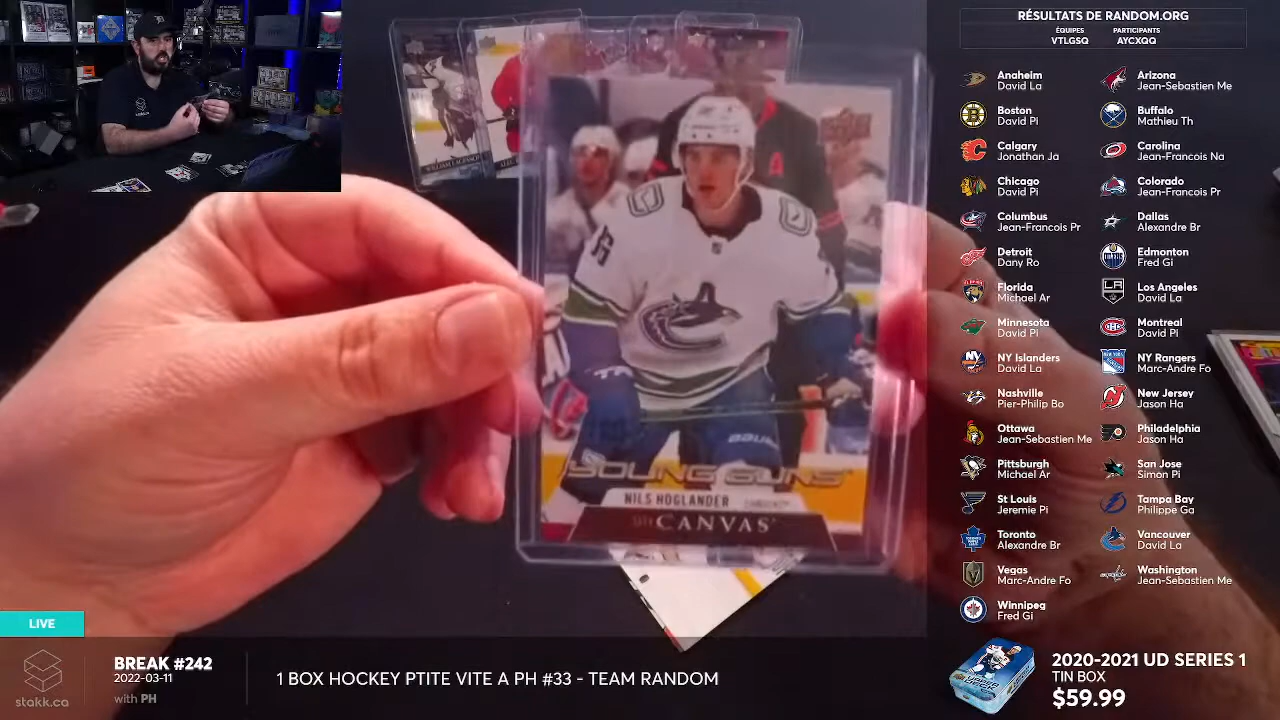 RÉSULTATS DE RANDOM.ORG
ÉQUIPES
VTLGSQ
PARTICIPANTS
AYCXQQ
Anaheim
David La
Arizona
Jean-Sebastien Me
Boston
David Pi
Buffalo
Mathieu Th
Calgary
Jonathan Ja
Carolina
Jean-Francois Na
Chicago
David Pi
Colorado
Jean-Francois Pr
Columbus
Jean-Francois Pr
Dallas
Alexandre Br
Detroit
Dany Ro
Edmonton
Fred Gi
Florida
Michael Ar
Los Angeles
David La
Minnesota
David Pi
Montreal
David Pi
NY Islanders
David La
NY Rangers
Marc-Andre Fo
Nashville
Pier-Philip Bo
New Jersey
Jason Ha
Ottawa
Jean-Sebastien Me
Philadelphia
Jason Ha
Pittsburgh
Michael Ar
San Jose
Simon Pi
St Louis
Jeremie Pi
Tampa Bay
Philippe Ga
Toronto
Alexandre Br
Vancouver
David La
Vegas
Marc-Andre Fo
Washington
Jean-Sebastien Me
Winnipeg
Fred Gi
YOUNG GUNS
NILS HÖGLANDER
CANVAS
LIVE
stakk.ca
BREAK #242
2022-03-11
with PH
1 BOX HOCKEY PTITE VITE A PH #33 - TEAM RANDOM
2020-2021 UD SERIES 1
TIN BOX
$59.99